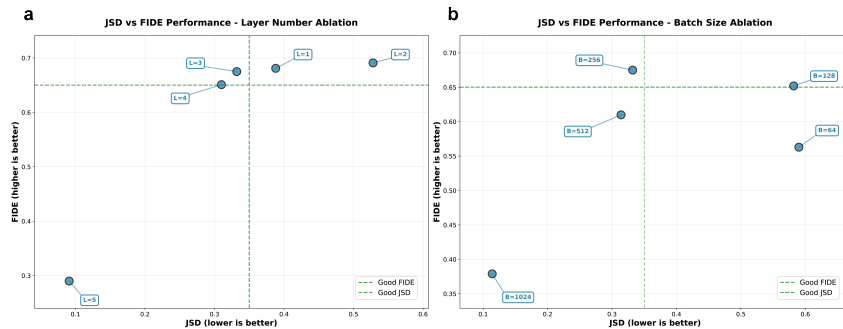 a
JSD vs FIDE Performance - Layer Number Ablation
FIDE (higher is better)
0.7
0.6
0.5
0.4
0.3
L=3
L=1
L=2
L=4
L=5
Good FIDE
Good JSD
0.1
0.2
0.3
0.4
0.5
0.6
JSD (lower is better)
b
JSD vs FIDE Performance - Batch Size Ablation
FIDE (higher is better)
0.70
0.65
0.60
0.55
0.50
0.45
0.40
0.35
B=256
B=128
B=512
B=64
B=1024
Good FIDE
Good JSD
0.1
0.2
0.3
0.4
0.5
0.6
JSD (lower is better)